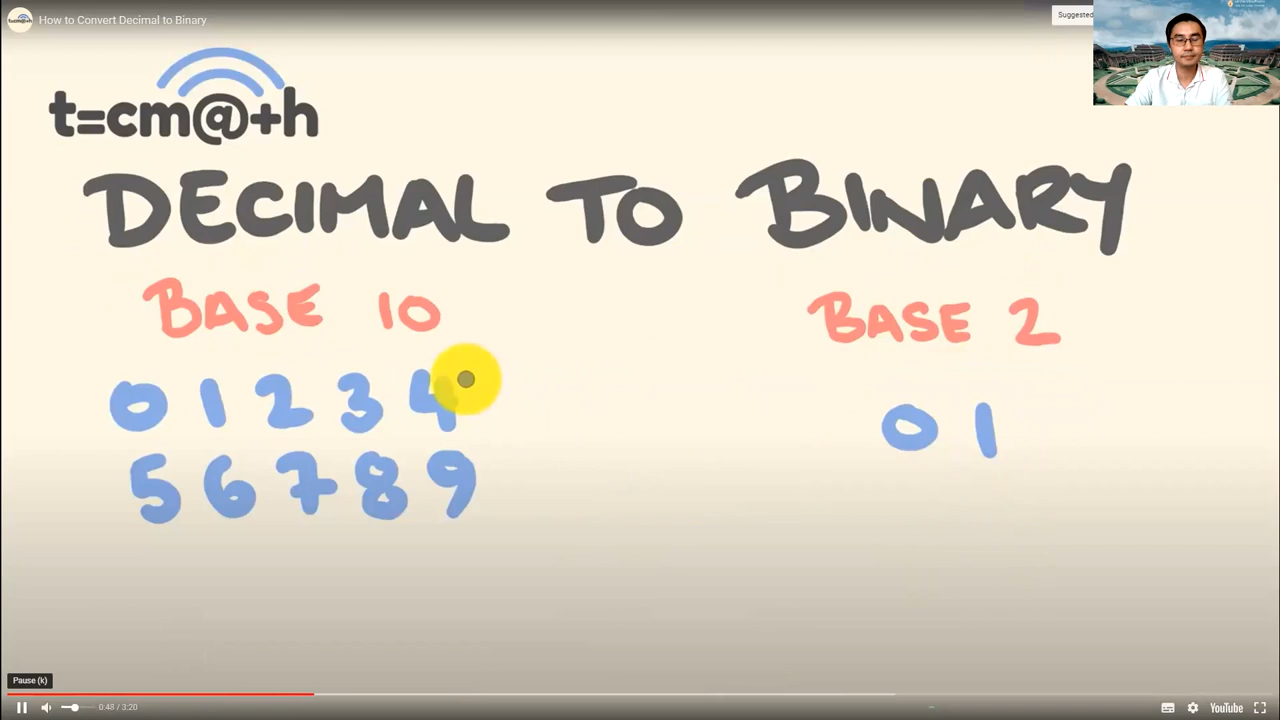 How to Convert Decimal to Binary
Suggested
t=cm@+h
DECIMAL TO BINARY
BASE 10
BASE 2
0 1 2 3 4
0 1
5 6 7 8 9
Pause (k)
0:48 / 3:20
YouTube